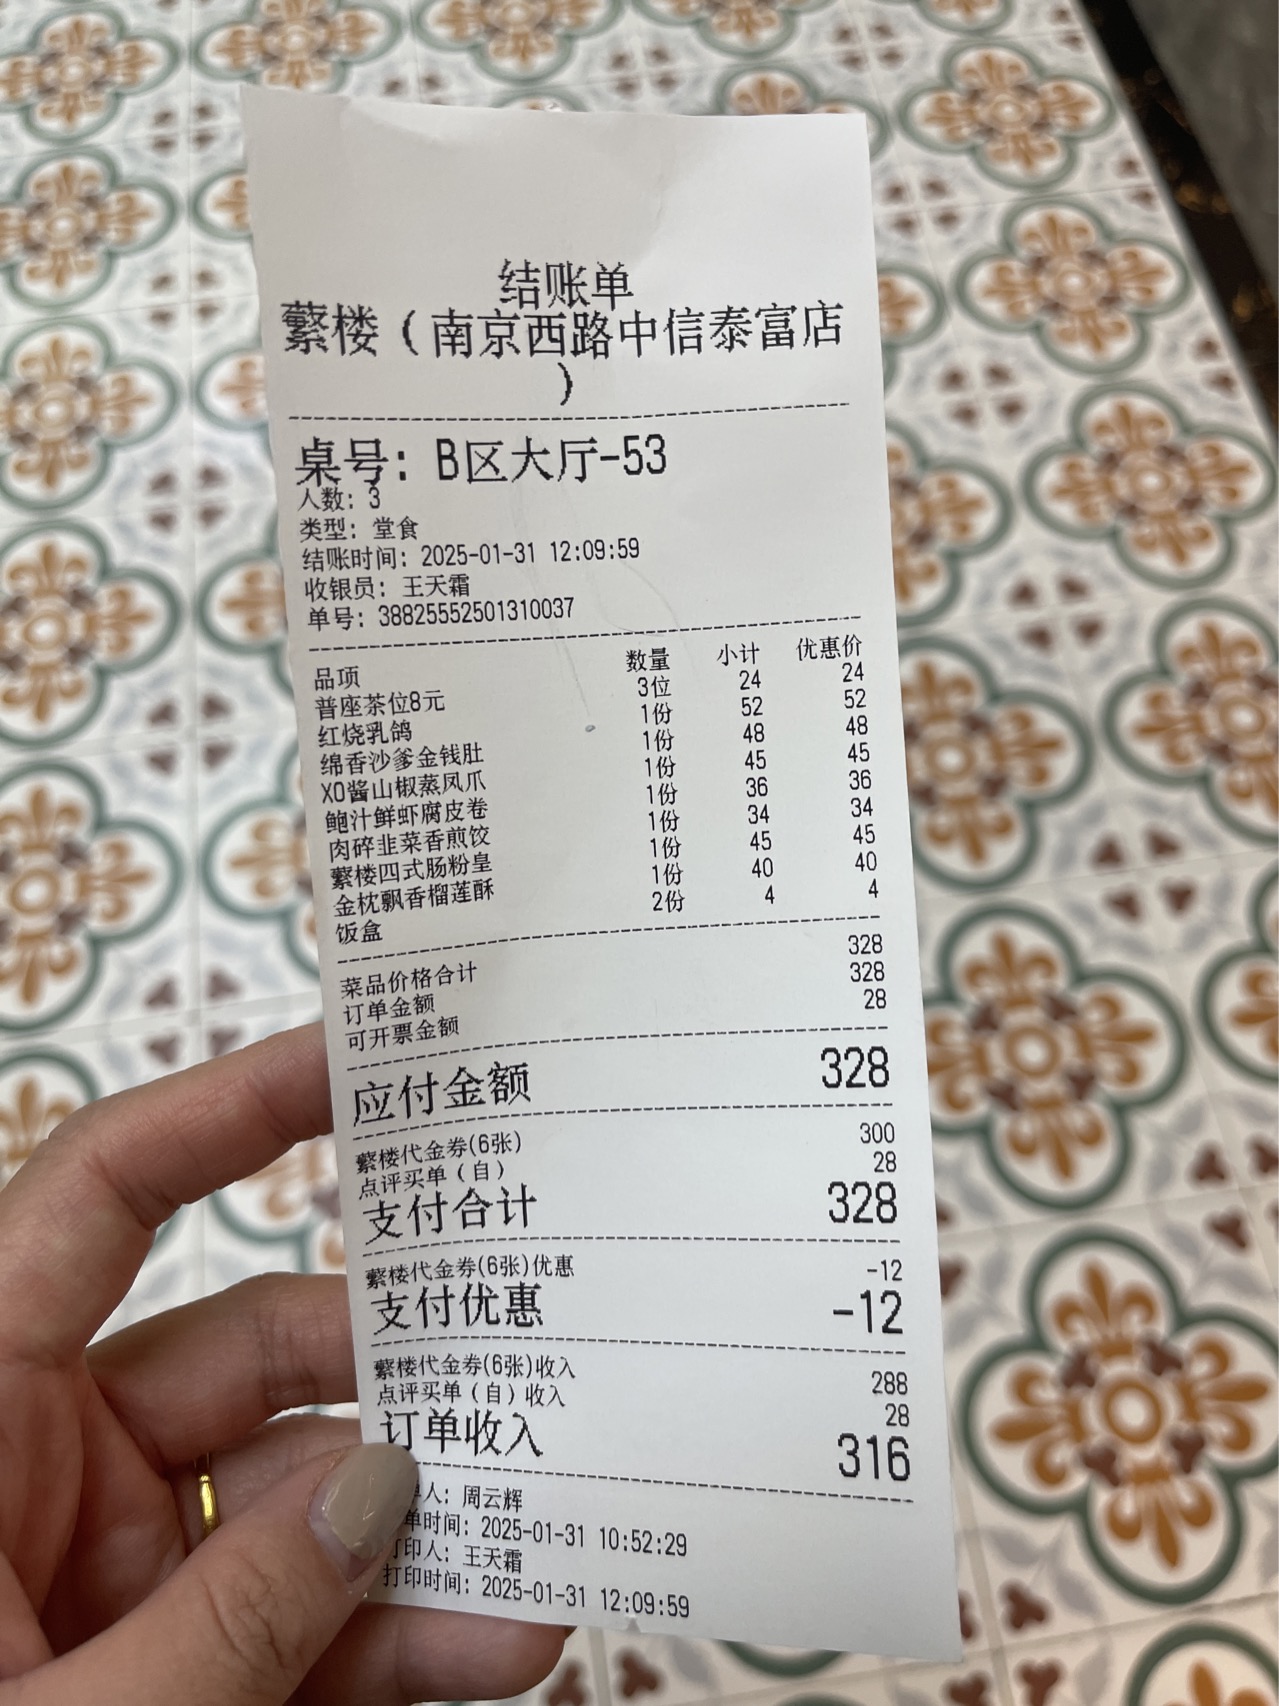 结账单
蘩楼（南京西路中信泰富店
）
桌号：B区大厅-53
人数：3
类型：堂食
结账时间：2025-01-31 12:09:59
收银员：王天霜
单号：38825552501310037
品项 数量 小计 优惠价
普座茶位8元 3位 24 24
红烧乳鸽 1份 52 52
绵香沙爹金钱肚 1份 48 48
XO酱山椒蒸凤爪 1份 45 45
鲍汁鲜虾腐皮卷 1份 36 36
肉碎韭菜香煎饺 1份 34 34
蘩楼四式肠粉皇 1份 45 45
金枕飘香榴莲酥 1份 40 40
饭盒 2份 4 4
菜品价格合计 328
订单金额 328
可开票金额 28
应付金额 328
蘩楼代金券(6张) 300
点评买单（自） 28
支付合计 328
蘩楼代金券(6张)优惠 -12
支付优惠 -12
蘩楼代金券(6张)收入 288
点评买单（自）收入 28
订单收入 316
单人：周云辉
单时间：2025-01-31 10:52:29
打印人：王天霜
打印时间：2025-01-31 12:09:59